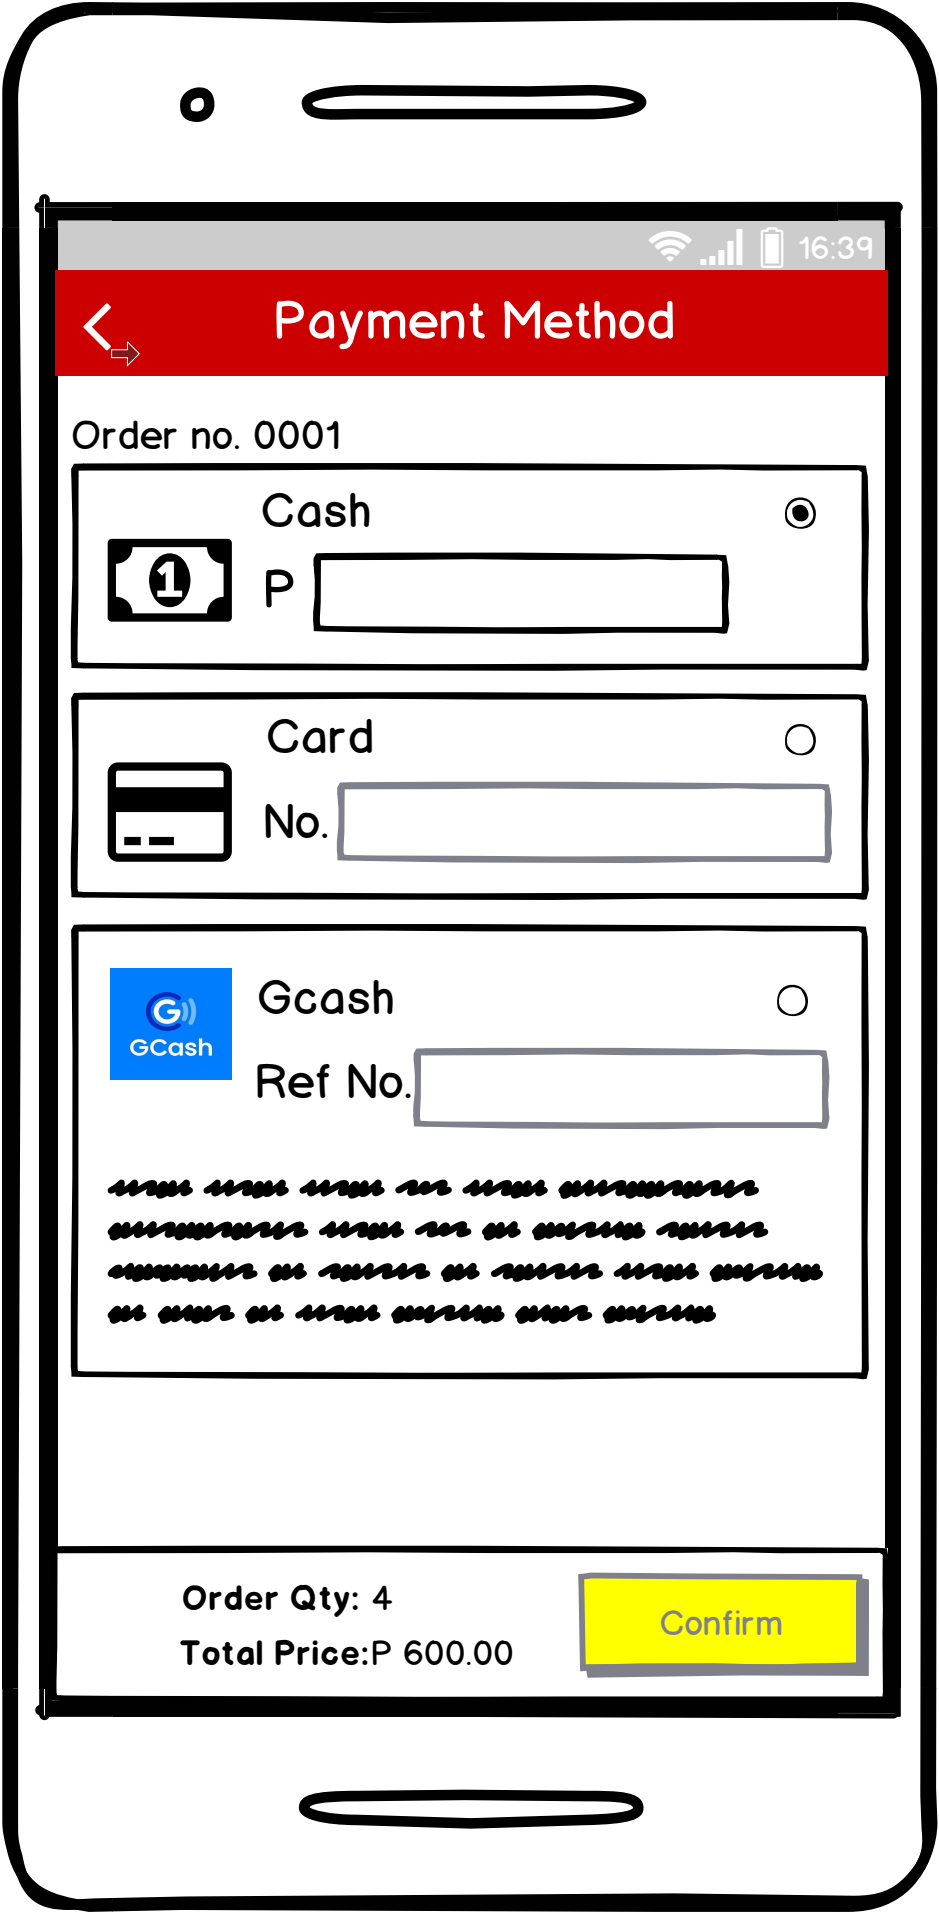 16:39
Payment Method
Order no. 0001
Cash
1
P
Card
No.
G
GCash
Gcash
Ref No.
Order Qty: 4
Total Price:P 600.00
Confirm